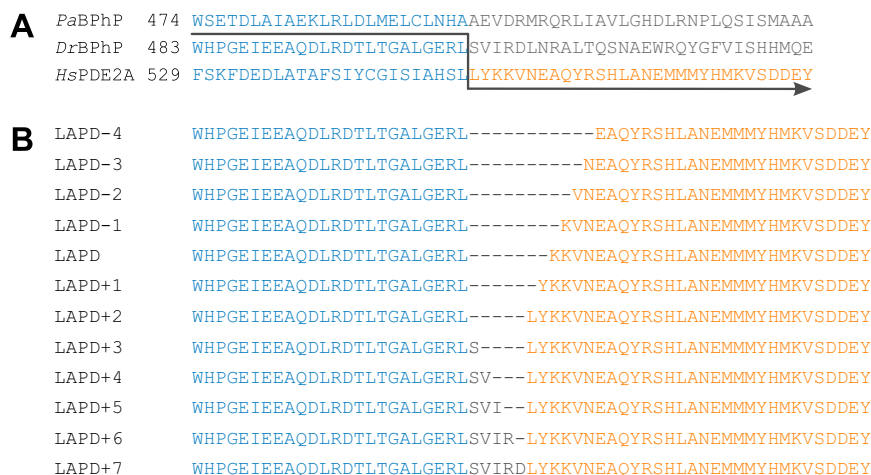 A
PaBPhP 474 WSETDLAIAEKLRLDLMELCLNHAAEVDRMRQRLIAVLGHDLRNPLQSISMAAA
DrBPhP 483 WHPGEIEEAQDLRDTLTGALGERLSVIRDLNRALTQSNAEWRQYGFVISHHMQE
HsPDE2A 529 FSKFDEDLATAFSIYCGISIAHSLLYKKVNEAQYRSHLANEMMMYHMKVSDDEY
B
LAPD-4 WHPGEIEEAQDLRDTLTGALGERL-----------EAQYRSHLANEMMMYHMKVSDDEY
LAPD-3 WHPGEIEEAQDLRDTLTGALGERL----------NEAQYRSHLANEMMMYHMKVSDDEY
LAPD-2 WHPGEIEEAQDLRDTLTGALGERL---------VNEAQYRSHLANEMMMYHMKVSDDEY
LAPD-1 WHPGEIEEAQDLRDTLTGALGERL--------KVNEAQYRSHLANEMMMYHMKVSDDEY
LAPD WHPGEIEEAQDLRDTLTGALGERL-------KKVNEAQYRSHLANEMMMYHMKVSDDEY
LAPD+1 WHPGEIEEAQDLRDTLTGALGERL------YKKVNEAQYRSHLANEMMMYHMKVSDDEY
LAPD+2 WHPGEIEEAQDLRDTLTGALGERL-----LYKKVNEAQYRSHLANEMMMYHMKVSDDEY
LAPD+3 WHPGEIEEAQDLRDTLTGALGERLS----LYKKVNEAQYRSHLANEMMMYHMKVSDDEY
LAPD+4 WHPGEIEEAQDLRDTLTGALGERLSV---LYKKVNEAQYRSHLANEMMMYHMKVSDDEY
LAPD+5 WHPGEIEEAQDLRDTLTGALGERLSVI--LYKKVNEAQYRSHLANEMMMYHMKVSDDEY
LAPD+6 WHPGEIEEAQDLRDTLTGALGERLSVIR-LYKKVNEAQYRSHLANEMMMYHMKVSDDEY
LAPD+7 WHPGEIEEAQDLRDTLTGALGERLSVIRDLYKKVNEAQYRSHLANEMMMYHMKVSDDEY